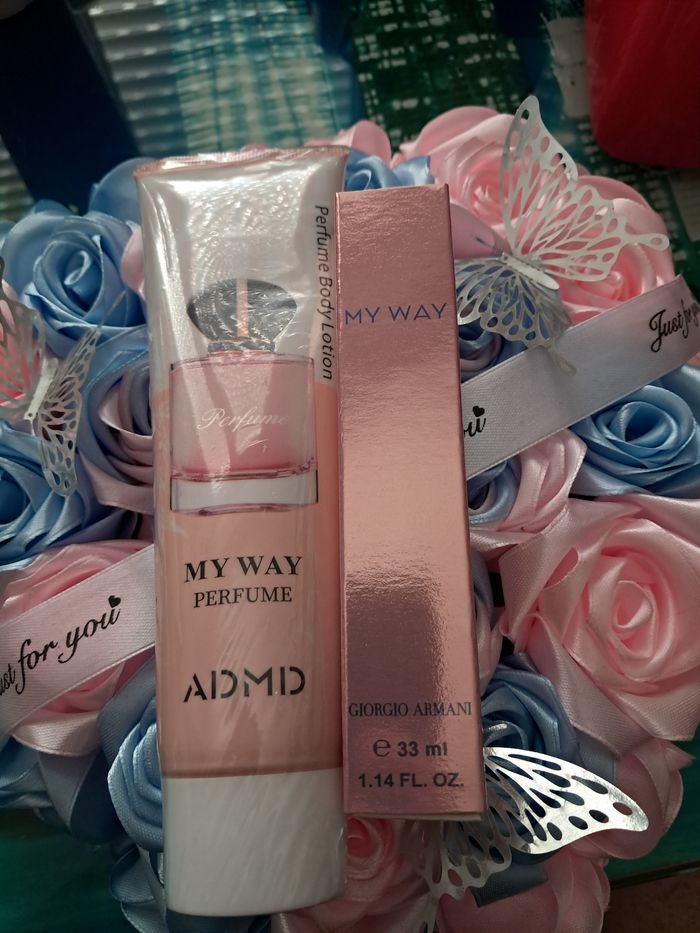 Perfume Body Lotion
Perfume
MY WAY
PERFUME
ADMD
MY WAY
GIORGIO ARMANI
e 33 ml
1.14 FL. OZ.
Just for you
ou
for you